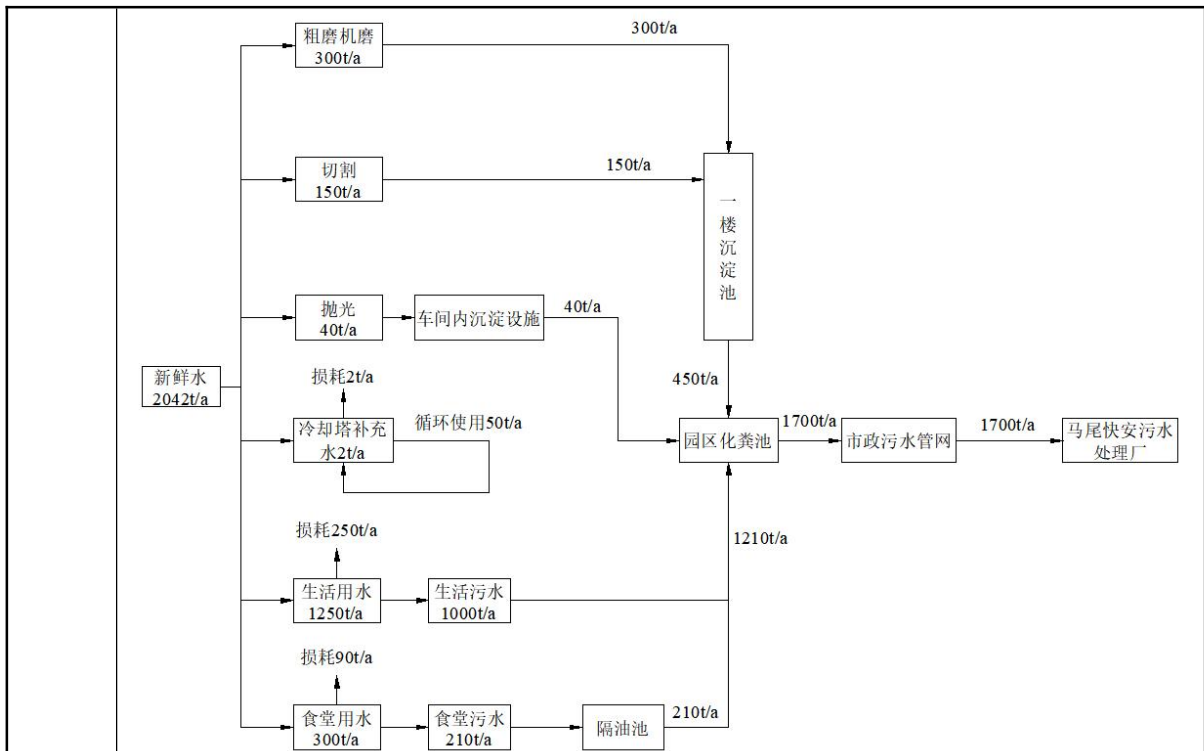 粗磨机磨
300t/a
300t/a
切割
150t/a
150t/a
一楼沉淀池
抛光
40t/a
车间内沉淀设施
40t/a
新鲜水
2042t/a
损耗2t/a
450t/a
冷却塔补充
水2t/a
循环使用50t/a
园区化粪池
1700t/a
市政污水管网
1700t/a
马尾快安污水
处理厂
损耗250t/a
1210t/a
生活用水
1250t/a
生活污水
1000t/a
损耗90t/a
食堂用水
300t/a
食堂污水
210t/a
隔油池
210t/a